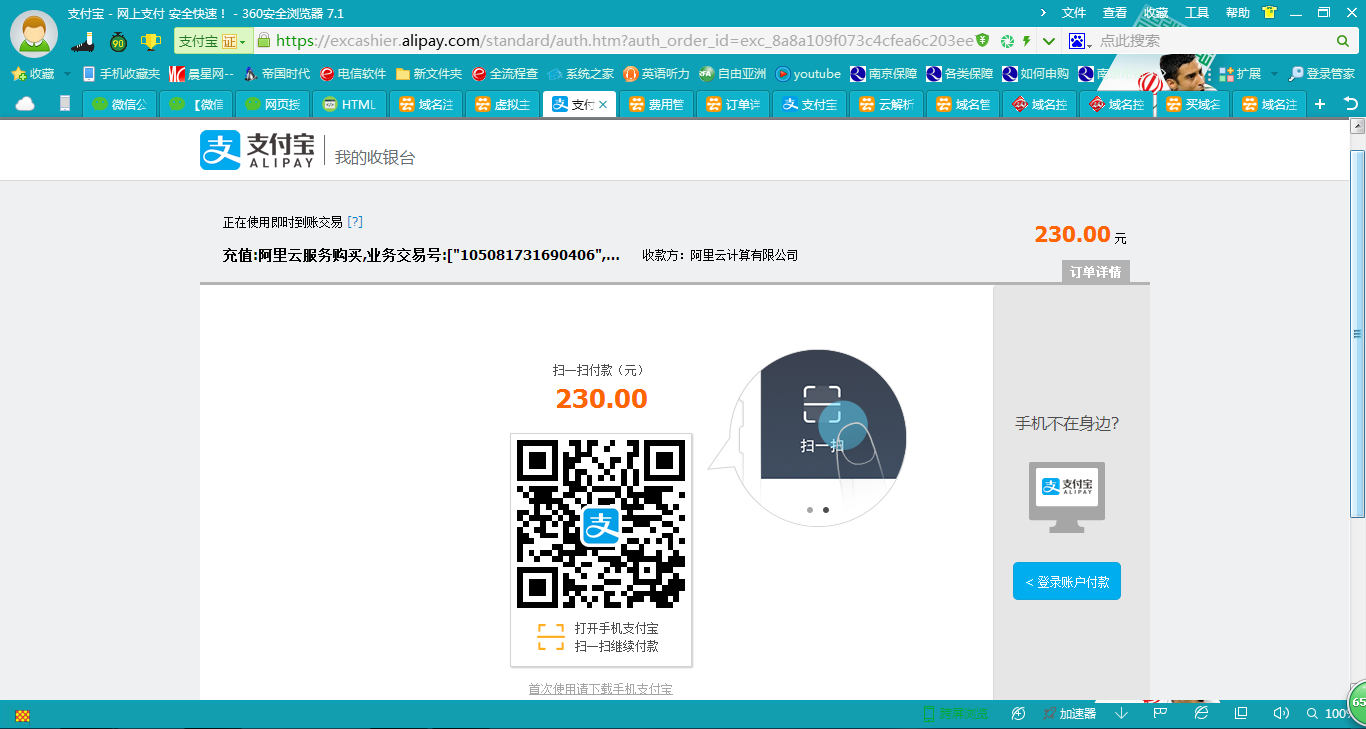 支付宝 - 网上支付 安全快速！ - 360安全浏览器 7.1
文件 查看 收藏 工具 帮助
90 支付宝 证 https://excashier.alipay.com/standard/auth.htm?auth_order_id=exc_8a8a109f073c4cfea6c203ee 点此搜索
收藏 手机收藏夹 晨星网-- 帝国时代 电信软件 新文件夹 全流程查 系统之家 英语听力 自由亚洲 youtube 南京保障 各类保障 如何申购 扩展 登录管家
微信公 【微信 网页授 HTML 域名注 虚拟主 支付 费用管 订单详 支付宝 云解析 域名管 域名控 域名控 买域名 域名注
支付宝
ALIPAY
我的收银台
正在使用即时到账交易 [?]
230.00 元
充值:阿里云服务购买,业务交易号:["105081731690406",... 收款方：阿里云计算有限公司
订单详情
扫一扫付款（元）
230.00
扫一扫
支
打开手机支付宝
扫一扫继续付款
首次使用请下载手机支付宝
手机不在身边?
支付宝
ALIPAY
< 登录账户付款
跨屏浏览 加速器 100%
65